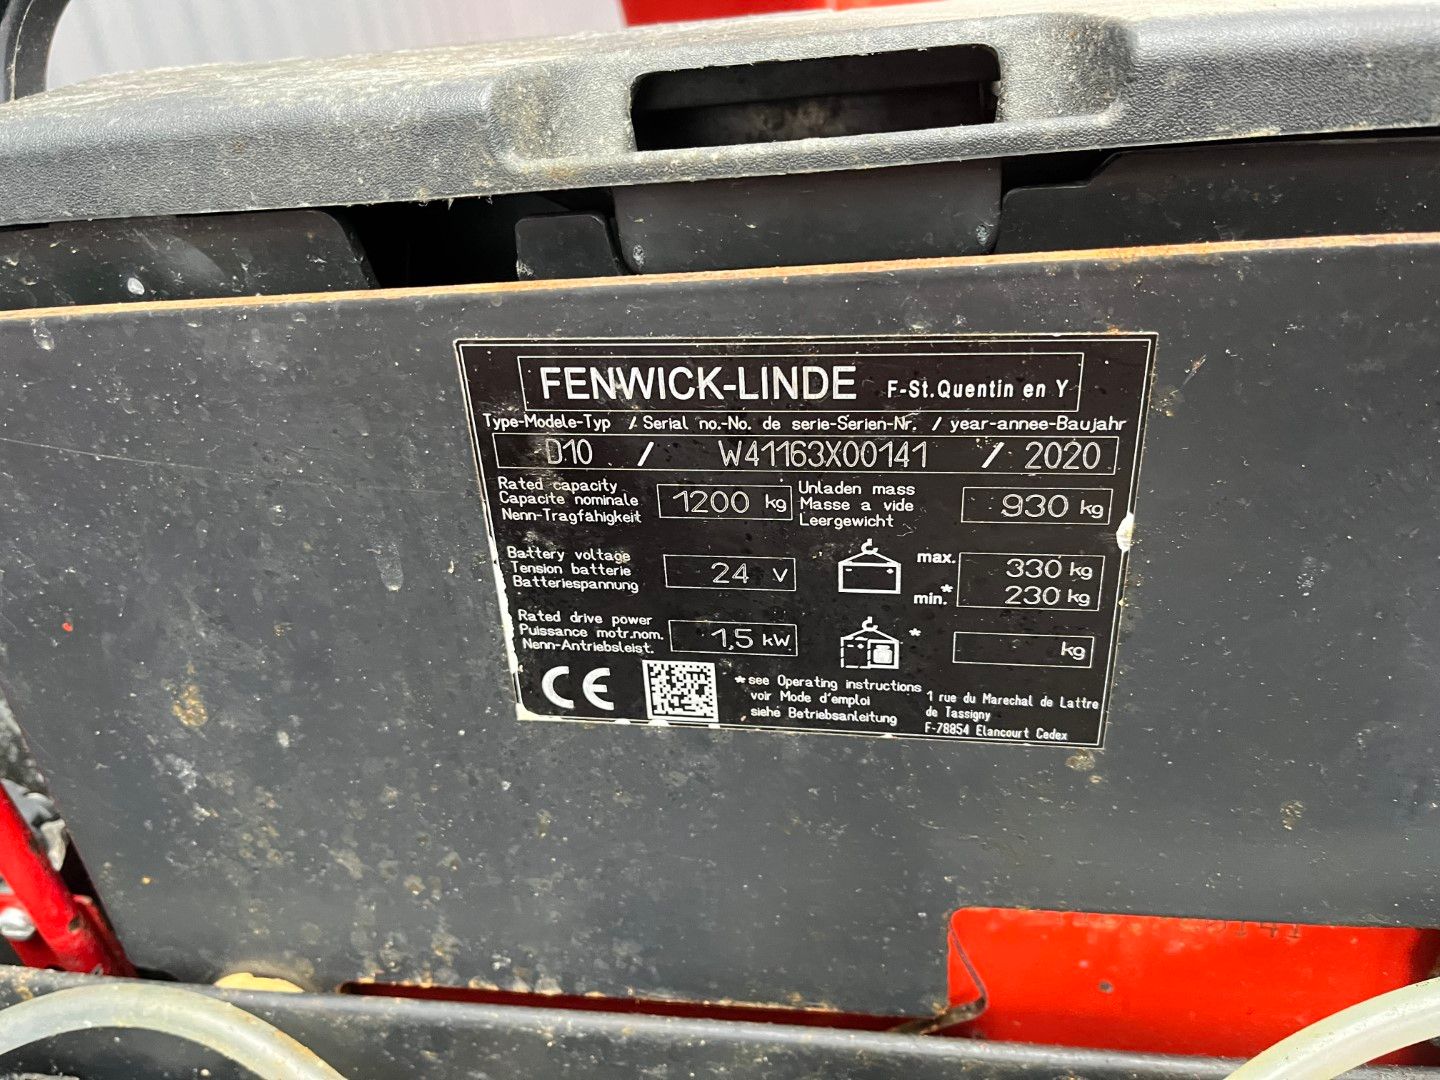 FENWICK-LINDE F-St.Quentin en Y
Type-Modele-Typ / Serial no.-No. de serie-Serien-Nr. / year-annee-Baujahr
D10 / W41163X00141 / 2020
Rated capacity
Capacite nominale
Nenn-Tragfähigkeit
1200 kg
Unladen mass
Masse a vide
Leergewicht
930 kg
Battery voltage
Tension batterie
Batteriespannung
24 V
max. 330 kg
min.* 230 kg
Rated drive power
Puissance motr.nom.
Nenn-Antriebsleist.
1,5 kW
* kg
CE
*see Operating instructions
voir Mode d'emploi
siehe Betriebsanleitung
1 rue du Marechal de Lattre
de Tassigny
F-78854 Elancourt Cedex